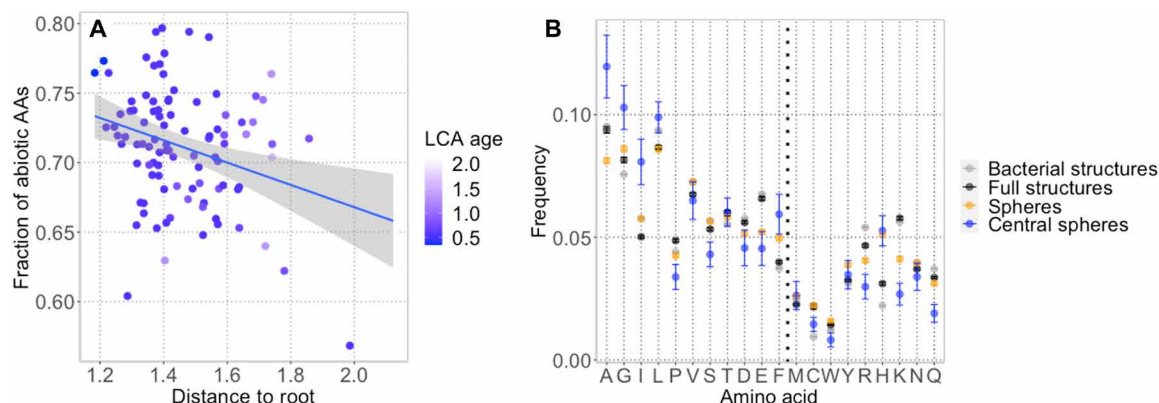 A
0.80
0.75
0.70
0.65
0.60
Fraction of abiotic AAs
1.2 1.4 1.6 1.8 2.0
Distance to root
LCA age
2.0
1.5
1.0
0.5
B
0.10
0.05
0.00
Frequency
A G I L P V S T D E F M C W Y R H K N Q
Amino acid
Bacterial structures
Full structures
Spheres
Central spheres